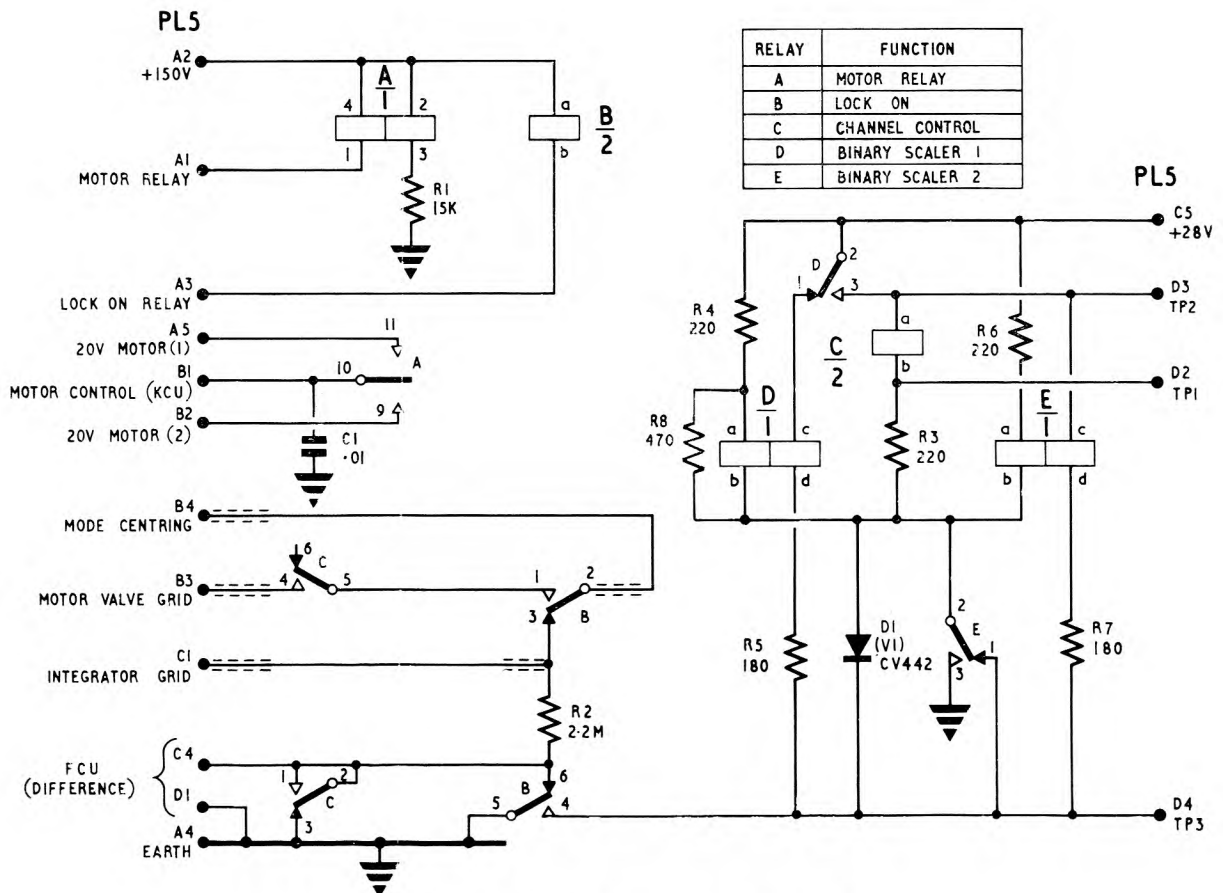 PL5
A2
+150V
A
1
4
2
1
3
a
b
B
2
A1
MOTOR RELAY
R1
15K
A3
LOCK ON RELAY
A5
20V MOTOR (1)
11
B1
MOTOR CONTROL (KCU)
10
A
B2
20V MOTOR (2)
9
C1
·01
B4
MODE CENTRING
6
C
4
5
B3
MOTOR VALVE GRID
1
2
3
B
C1
INTEGRATOR GRID
R2
2·2M
FCU
(DIFFERENCE)
C4
D1
1
2
C
3
6
B
5
4
A4
EARTH
RELAY FUNCTION
A MOTOR RELAY
B LOCK ON
C CHANNEL CONTROL
D BINARY SCALER 1
E BINARY SCALER 2
PL5
C5
+28V
D
2
1
3
D3
TP2
R4
220
C
2
a
b
R6
220
D2
TP1
R8
470
D
1
a
c
b
d
R3
220
E
1
a
c
b
d
R5
180
D1
(V1)
CV442
2
E
1
3
R7
180
D4
TP3